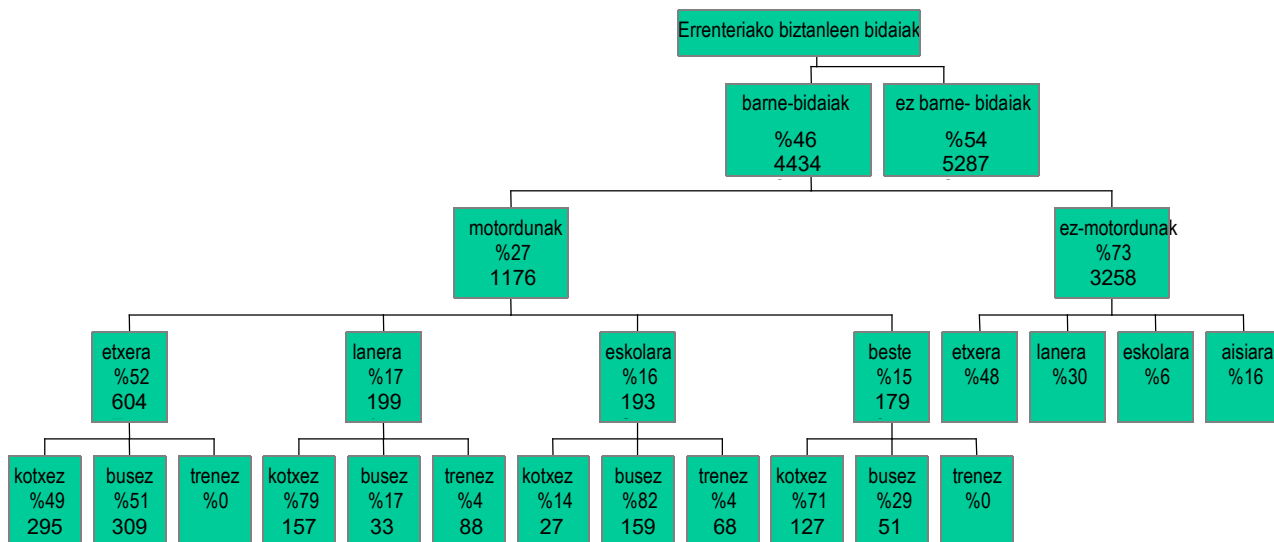 Errenteriako biztanleen bidaiak
barne-bidaiak
%46
4434
ez barne- bidaiak
%54
5287
motordunak
%27
1176
ez-motordunak
%73
3258
etxera
%52
604
lanera
%17
199
eskolara
%16
193
beste
%15
179
etxera
%48
lanera
%30
eskolara
%6
aisiara
%16
kotxez
%49
295
busez
%51
309
trenez
%0
kotxez
%79
157
busez
%17
33
trenez
%4
88
kotxez
%14
27
busez
%82
159
trenez
%4
68
kotxez
%71
127
busez
%29
51
trenez
%0